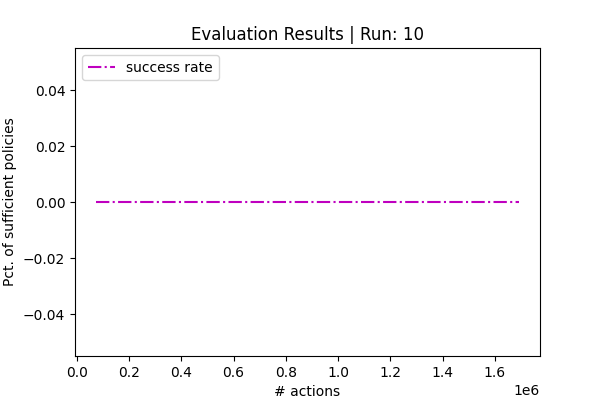 Evaluation Results | Run: 10
success rate
Pct. of sufficient policies
0.04
0.02
0.00
−0.02
−0.04
0.0 0.2 0.4 0.6 0.8 1.0 1.2 1.4 1.6
1e6
# actions